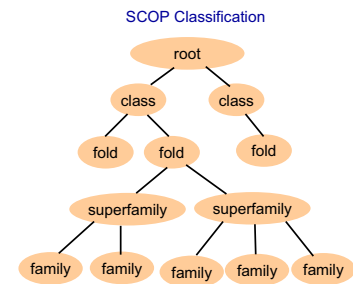 SCOP Classification
root
class class
fold fold fold
superfamily superfamily
family family family family family